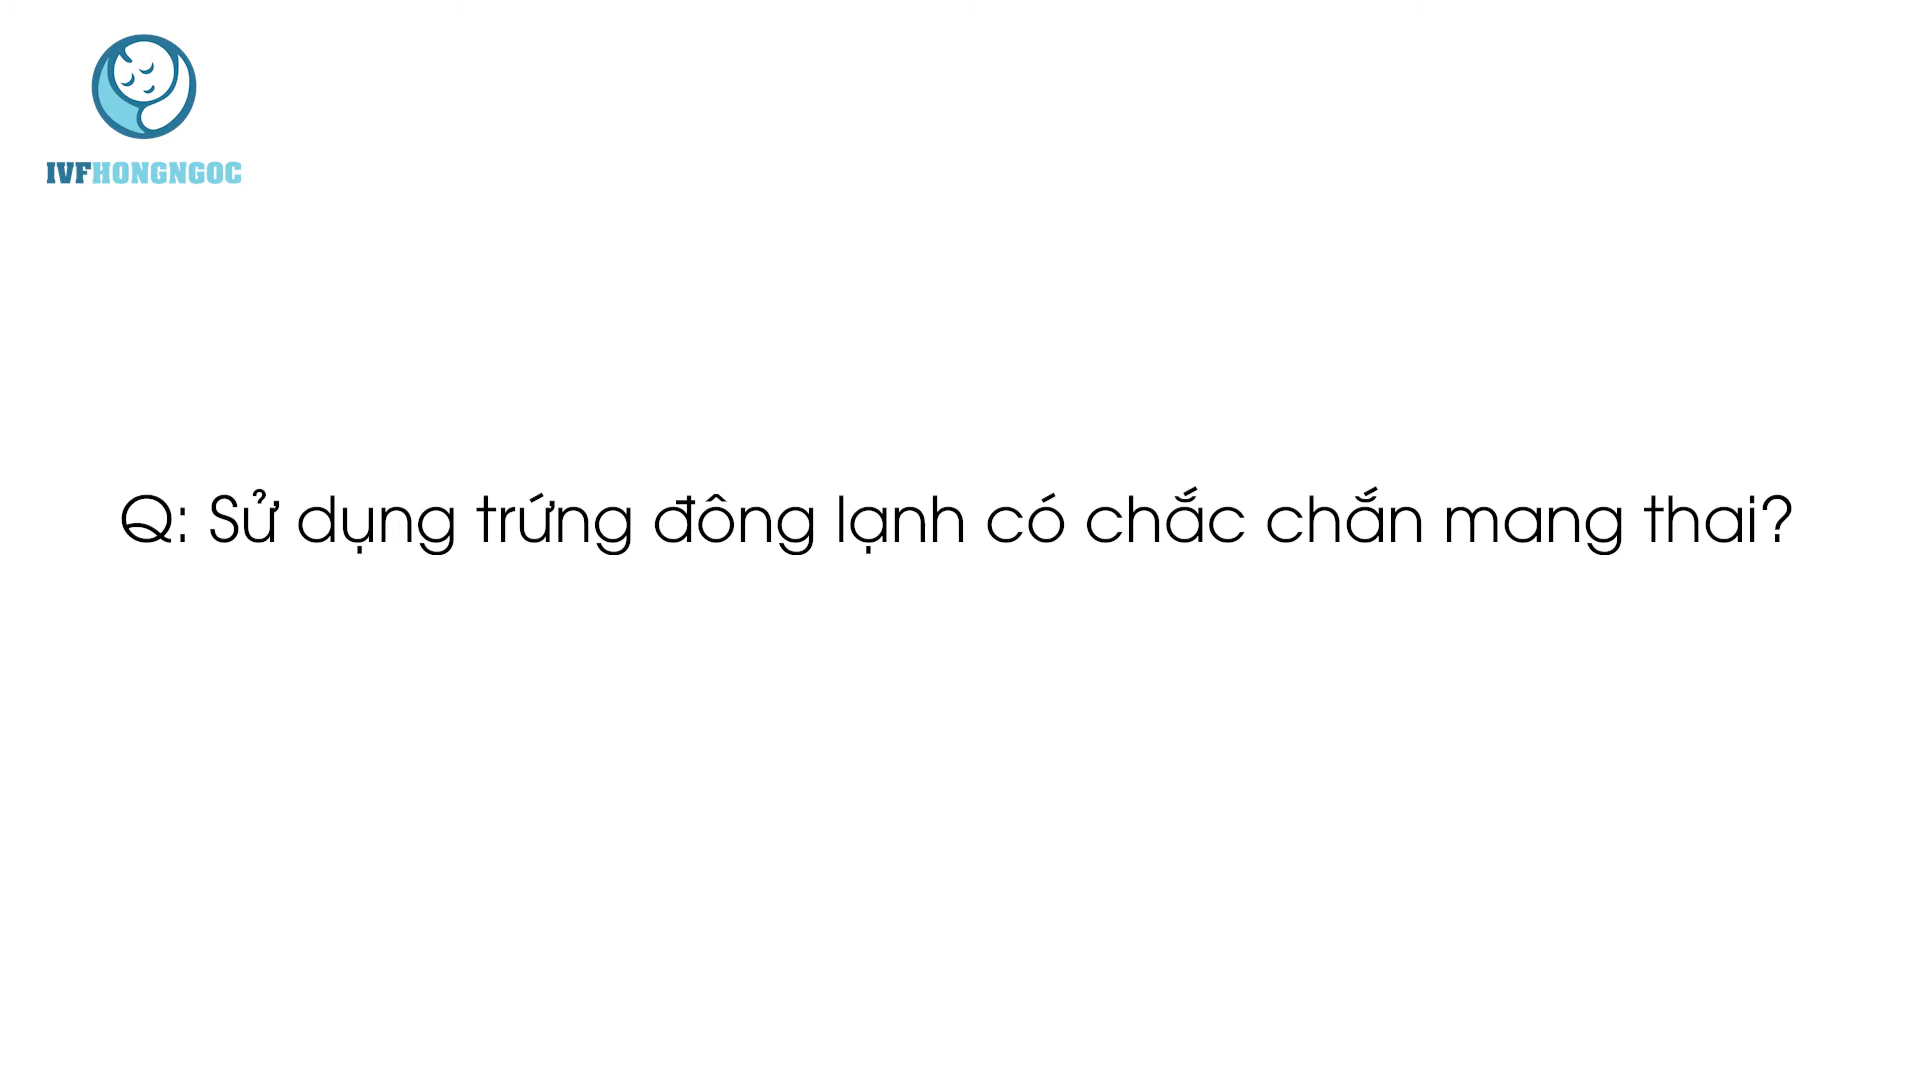 IVFHONGNGOC
Q: Sử dụng trứng đông lạnh có chắc chắn mang thai?